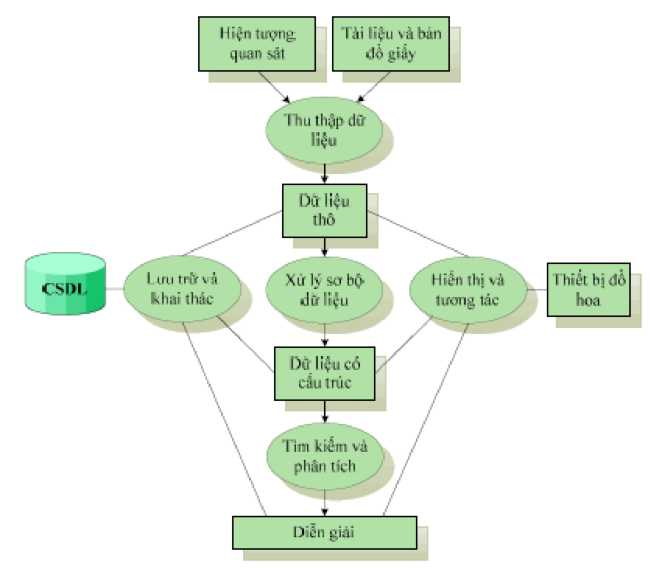 Hiện tượng
quan sát
Tài liệu và bản
đồ giấy
Thu thập dữ
liệu
Dữ liệu
thô
CSDL
Lưu trữ và
khai thác
Xử lý sơ bộ
dữ liệu
Hiển thị và
tương tác
Thiết bị đồ
hoạ
Dữ liệu có
cấu trúc
Tìm kiếm và
phân tích
Diễn giải